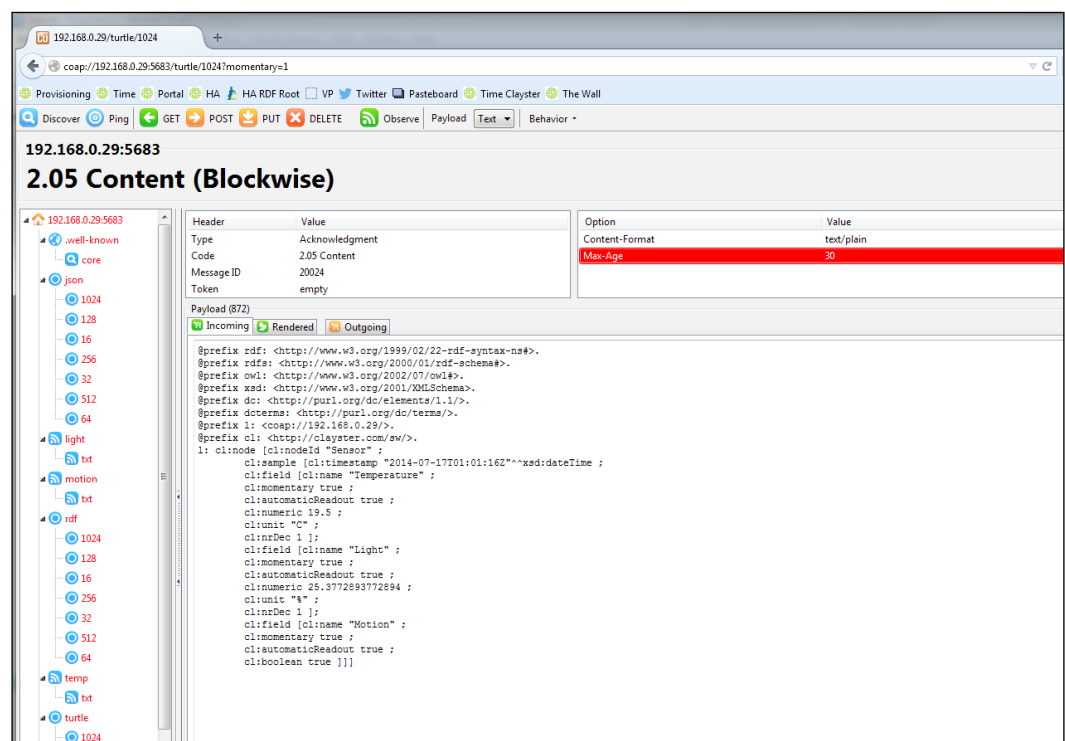 192.168.0.29/turtle/1024
coap://192.168.0.29:5683/turtle/1024?momentary=1
Provisioning Time Portal HA HA RDF Root VP Twitter Pasteboard Time Clayster The Wall
Discover Ping GET POST PUT DELETE Observe Payload Text Behavior
192.168.0.29:5683
2.05 Content (Blockwise)
192.168.0.29:5683
.well-known
core
json
1024
128
16
256
32
512
64
light
txt
motion
txt
rdf
1024
128
16
256
32
512
64
temp
txt
turtle
1024
Header Value
Type Acknowledgment
Code 2.05 Content
Message ID 20024
Token empty
Option Value
Content-Format text/plain
Max-Age 30
Payload (872)
Incoming Rendered Outgoing
@prefix rdf: <http://www.w3.org/1999/02/22-rdf-syntax-ns#>.
@prefix rdfs: <http://www.w3.org/2000/01/rdf-schema#>.
@prefix owl: <http://www.w3.org/2002/07/owl#>.
@prefix xsd: <http://www.w3.org/2001/XMLSchema>.
@prefix dc: <http://purl.org/dc/elements/1.1/>.
@prefix dcterms: <http://purl.org/dc/terms/>.
@prefix l: <coap://192.168.0.29/>.
@prefix cl: <http://clayster.com/sw/>.
l: cl:node [cl:nodeId "Sensor" ;
cl:sample [cl:timestamp "2014-07-17T01:01:16Z"^^xsd:dateTime ;
cl:field [cl:name "Temperature" ;
cl:momentary true ;
cl:automaticReadout true ;
cl:numeric 19.5 ;
cl:unit "C" ;
cl:nrDec 1 ];
cl:field [cl:name "Light" ;
cl:momentary true ;
cl:automaticReadout true ;
cl:numeric 25.3772893772894 ;
cl:unit "%" ;
cl:nrDec 1 ];
cl:field [cl:name "Motion" ;
cl:momentary true ;
cl:automaticReadout true ;
cl:boolean true ]]]